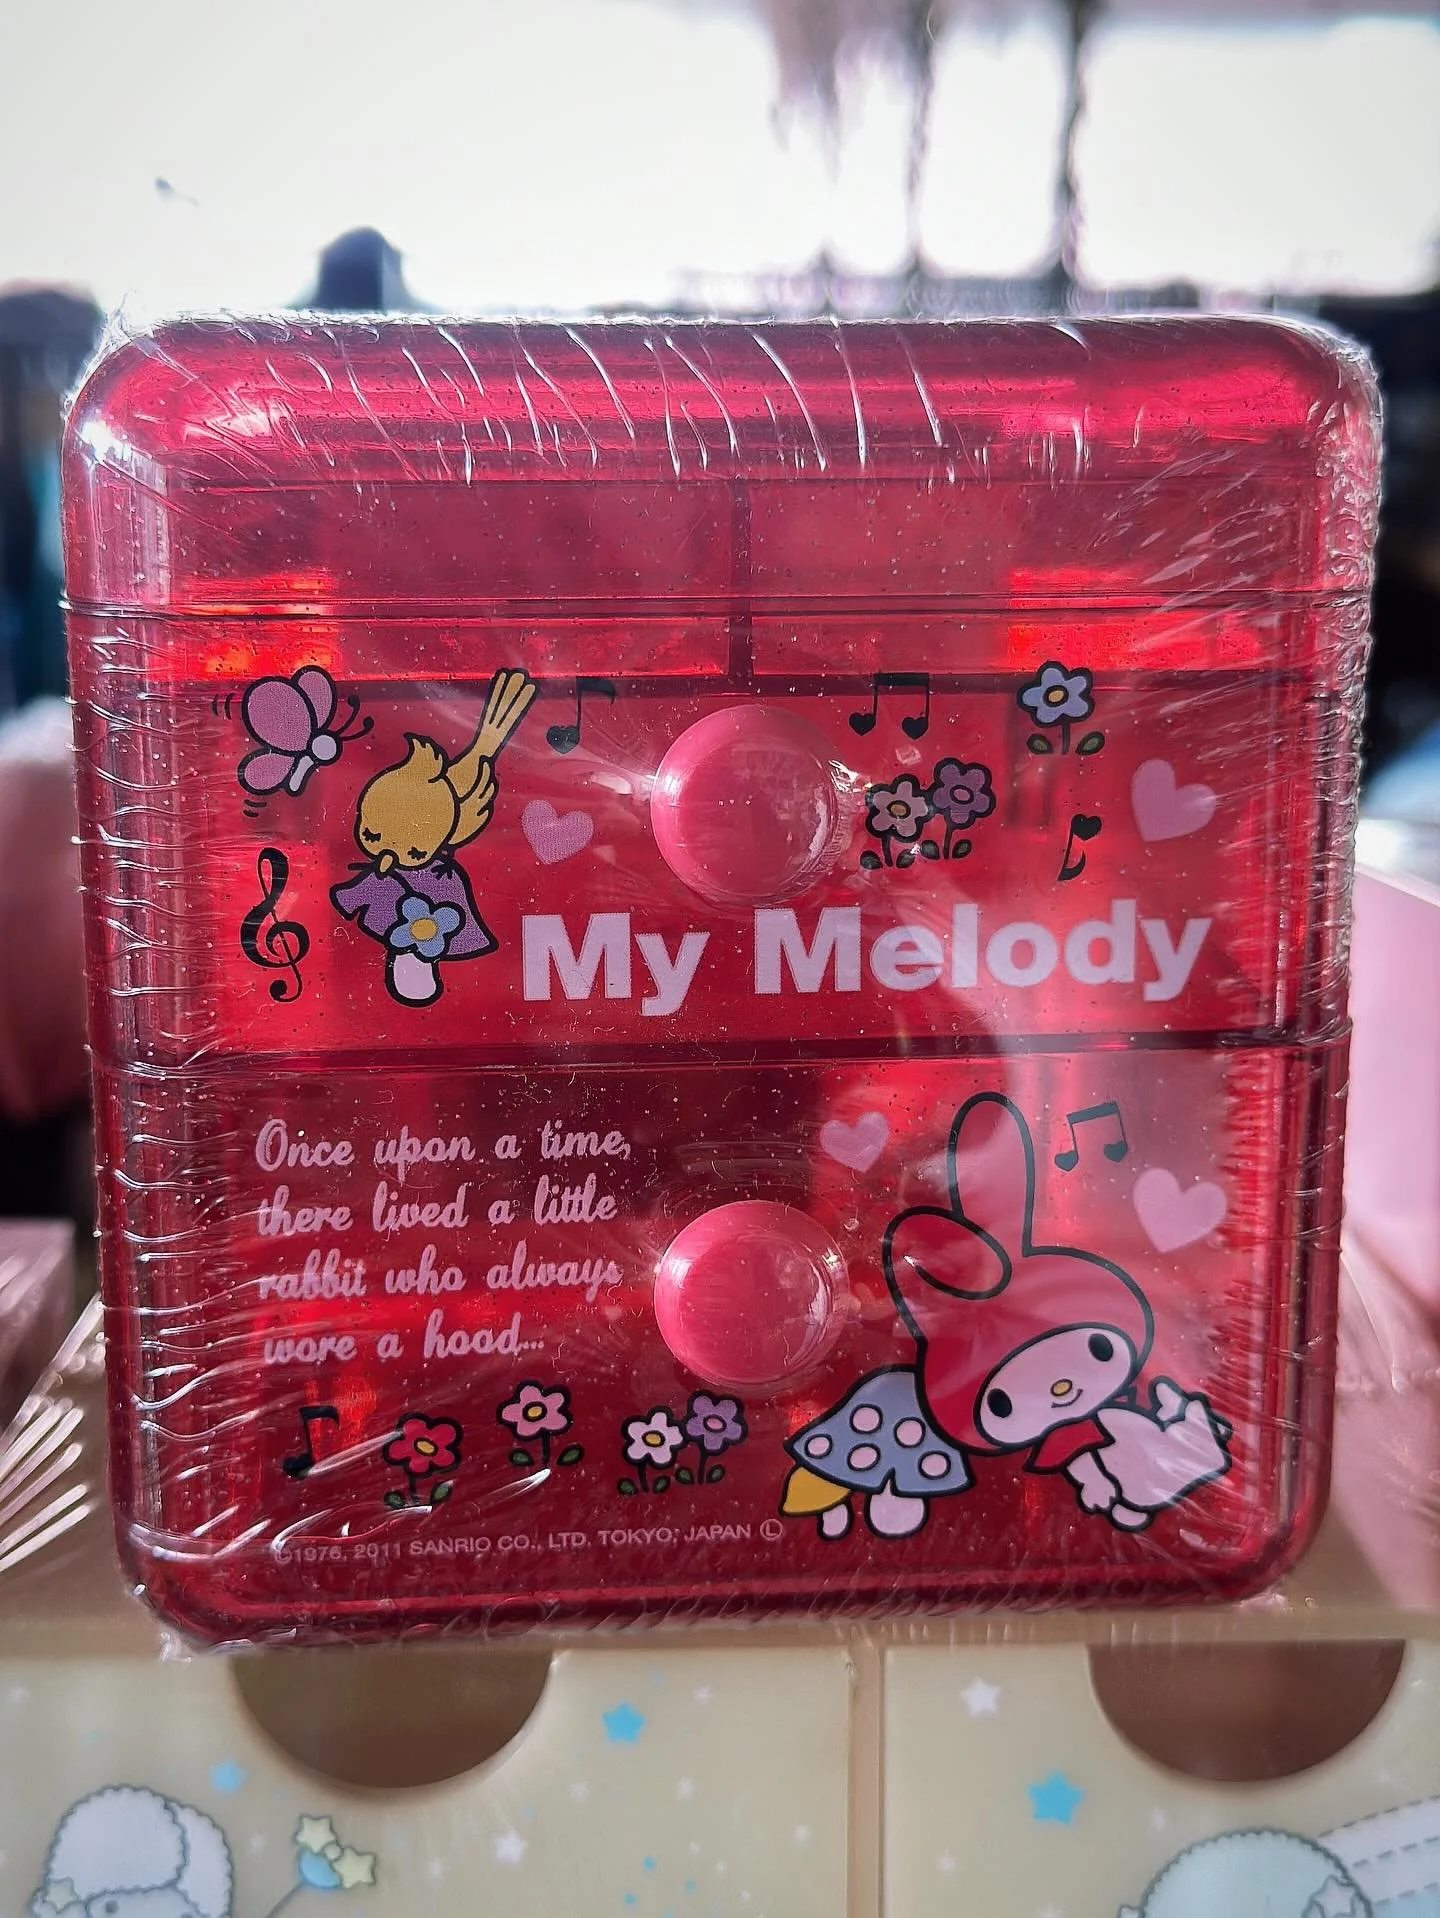 My Melody
Once upon a time,
there lived a little
rabbit who always
wore a hood...
©1976, 2011 SANRIO CO., LTD. TOKYO, JAPAN Ⓛ